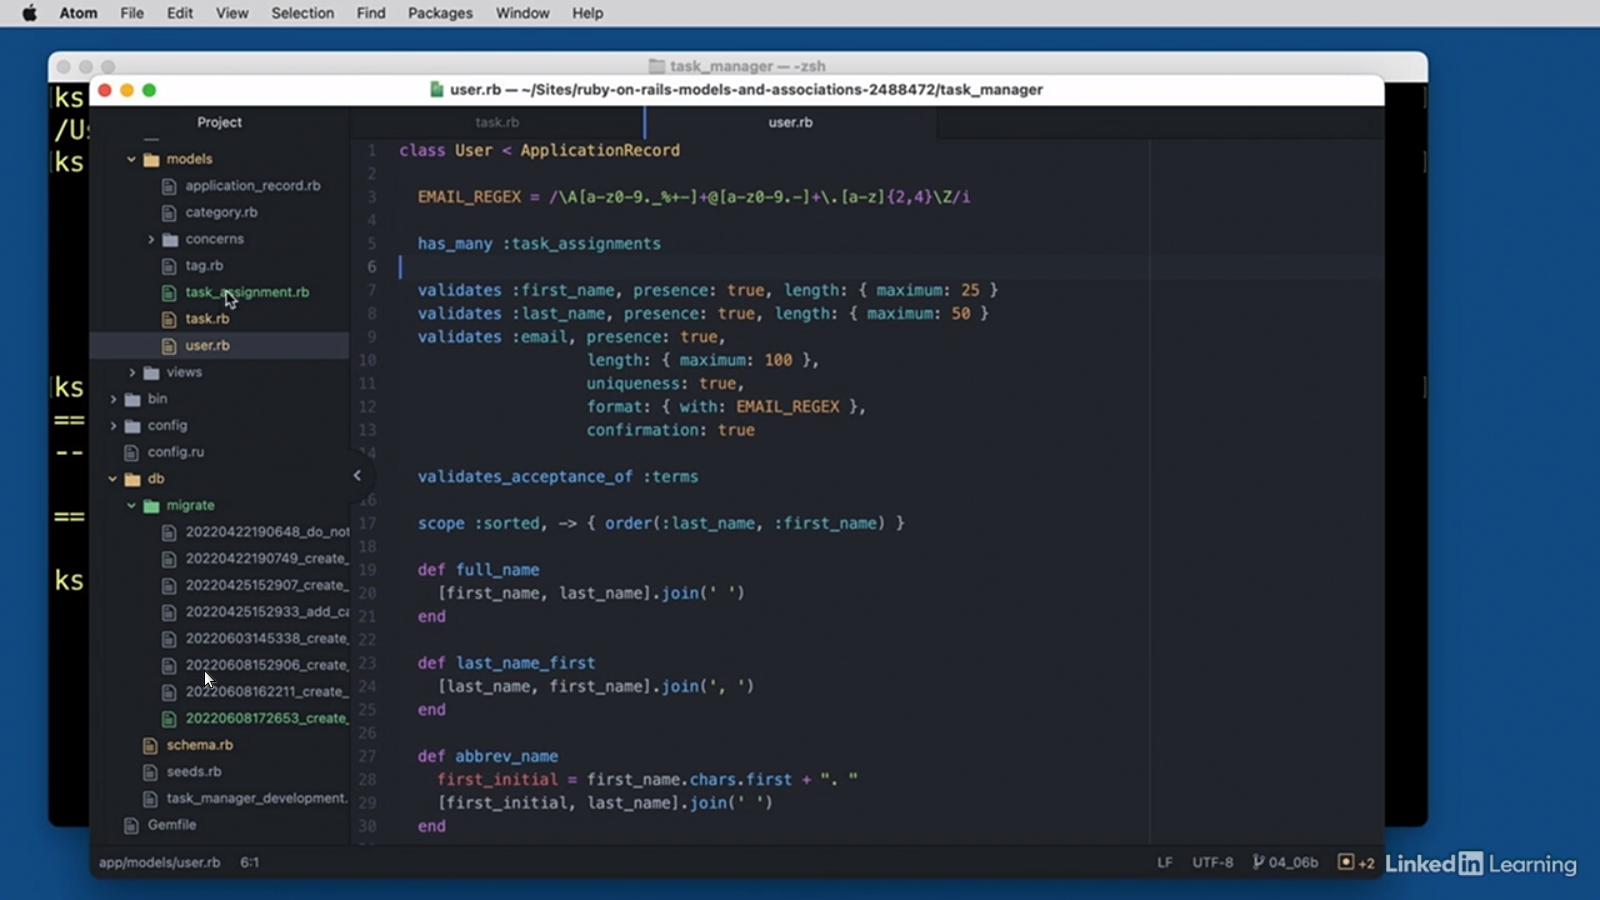 Atom File Edit View Selection Find Packages Window Help
task_manager — -zsh
ks
/Us
ks
ks
==
--
==
ks
user.rb — ~/Sites/ruby-on-rails-models-and-associations-2488472/task_manager
Project
task.rb
user.rb
models
application_record.rb
category.rb
concerns
tag.rb
task_assignment.rb
task.rb
user.rb
views
bin
config
config.ru
db
migrate
20220422190648_do_not
20220422190749_create_
20220425152907_create_
20220425152933_add_ca
20220603145338_create_
20220608152906_create_
20220608162211_create_
20220608172653_create_
schema.rb
seeds.rb
task_manager_development.
Gemfile
1 class User < ApplicationRecord
2
3 EMAIL_REGEX = /\A[a-z0-9._%+-]+@[a-z0-9.-]+\.[a-z]{2,4}\Z/i
4
5 has_many :task_assignments
6
7 validates :first_name, presence: true, length: { maximum: 25 }
8 validates :last_name, presence: true, length: { maximum: 50 }
9 validates :email, presence: true,
10 length: { maximum: 100 },
11 uniqueness: true,
12 format: { with: EMAIL_REGEX },
13 confirmation: true
14
validates_acceptance_of :terms
16
17 scope :sorted, -> { order(:last_name, :first_name) }
18
19 def full_name
20 [first_name, last_name].join(' ')
21 end
22
23 def last_name_first
24 [last_name, first_name].join(', ')
25 end
26
27 def abbrev_name
28 first_initial = first_name.chars.first + ". "
29 [first_initial, last_name].join(' ')
30 end
app/models/user.rb 6:1
LF UTF-8 04_06b +2
LinkedIn Learning